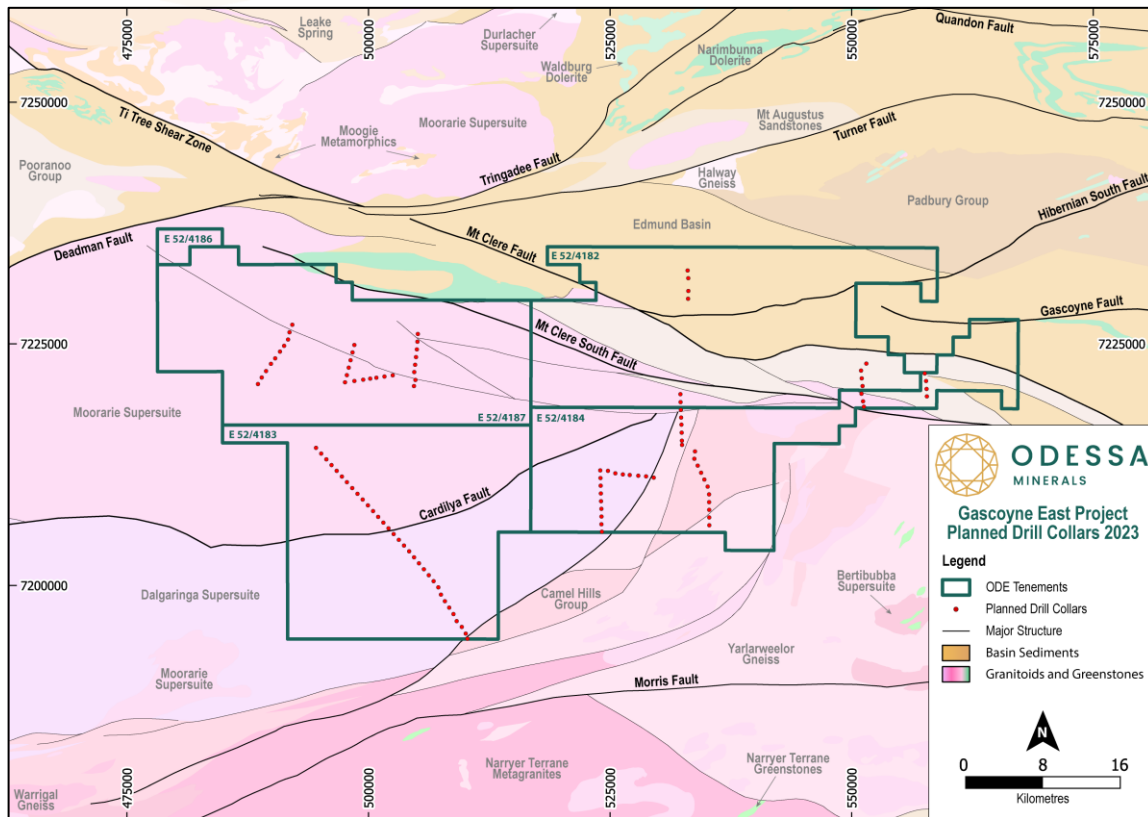 475000
500000
525000
550000
575000
Leake
Spring
Durlacher
Supersuite
Waldburg
Dolerite
Narimbunna
Dolerite
Quandon Fault
7250000
7250000
Ti Tree Shear Zone
Moogie
Metamorphics
Moorarie Supersuite
Mt Augustus
Sandstones
Turner Fault
Pooranoo
Group
Tringadee Fault
Halway
Gneiss
Padbury Group
Hibernian South Fault
Edmund Basin
Deadman Fault
E 52/4186
Mt Clere Fault
E 52/4182
Gascoyne Fault
7225000
7225000
Mt Clere South Fault
Moorarie Supersuite
E 52/4187
E 52/4184
E 52/4183
Cardilya Fault
7200000
Dalgaringa Supersuite
Camel Hills
Group
Bertibubba
Supersuite
Yarlarweelor
Gneiss
Moorarie
Supersuite
Morris Fault
Narryer Terrane
Metagranites
Narryer Terrane
Greenstones
Warrigal
Gneiss
475000
500000
525000
550000
ODESSA
MINERALS
Gascoyne East Project
Planned Drill Collars 2023
Legend
ODE Tenements
Planned Drill Collars
Major Structure
Basin Sediments
Granitoids and Greenstones
N
0 8 16
Kilometres